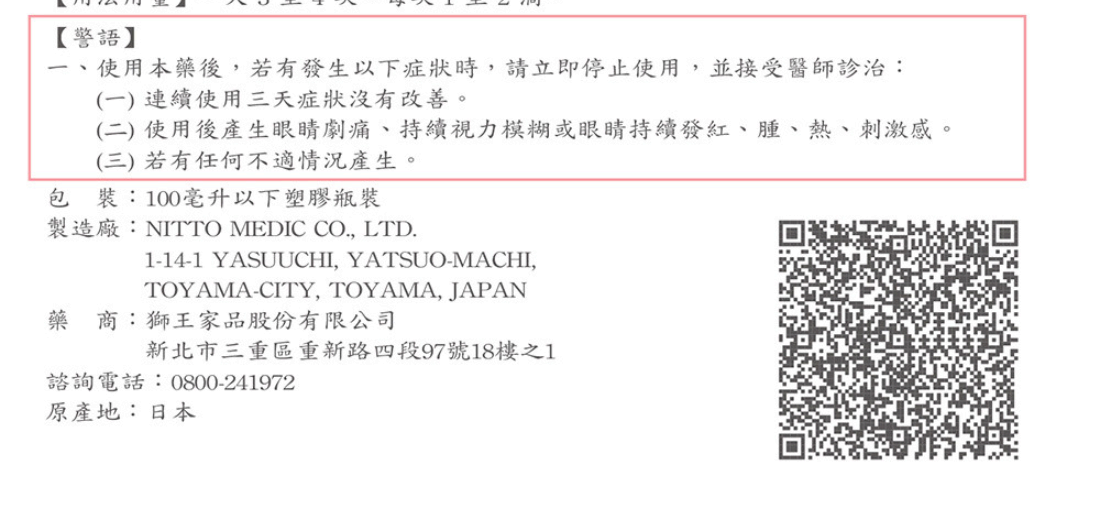 【用法用量】一天3至4次，每次1至2滴
【警語】
一、使用本藥後，若有發生以下症狀時，請立即停止使用，並接受醫師診治：
(一) 連續使用三天症狀沒有改善。
(二) 使用後產生眼睛劇痛、持續視力模糊或眼睛持續發紅、腫、熱、刺激感。
(三) 若有任何不適情況產生。
包　裝：100毫升以下塑膠瓶裝
製造廠：NITTO MEDIC CO., LTD.
1-14-1 YASUUCHI, YATSUO-MACHI,
TOYAMA-CITY, TOYAMA, JAPAN
藥　商：獅王家品股份有限公司
新北市三重區重新路四段97號18樓之1
諮詢電話：0800-241972
原產地：日本